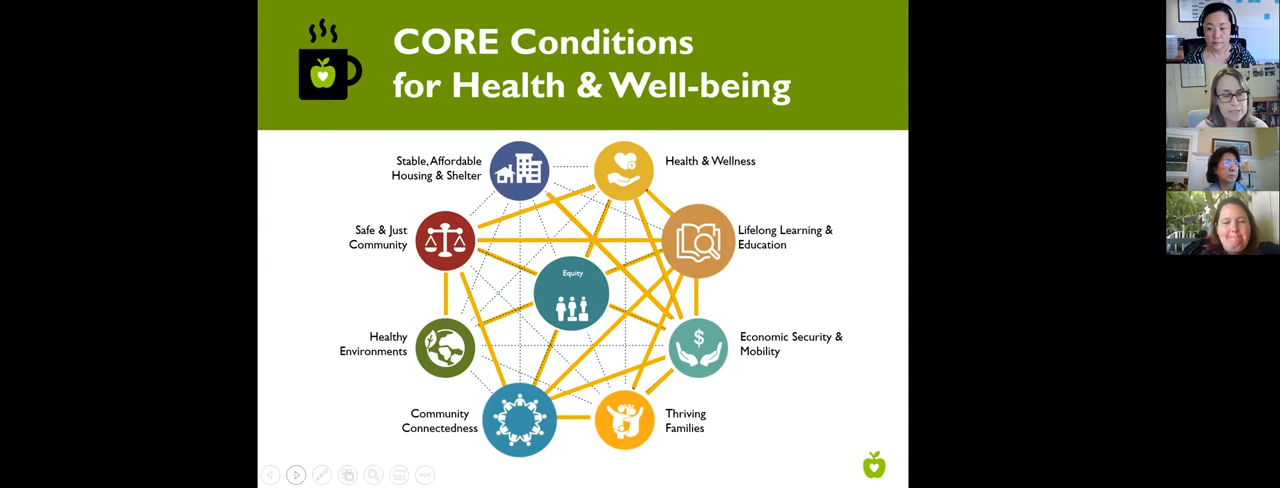 CORE Conditions
for Health & Well-being
Stable, Affordable
Housing & Shelter
Health & Wellness
Safe & Just
Community
Lifelong Learning &
Education
Equity
$
Healthy
Environments
Economic Security &
Mobility
Community
Connectedness
Thriving
Families